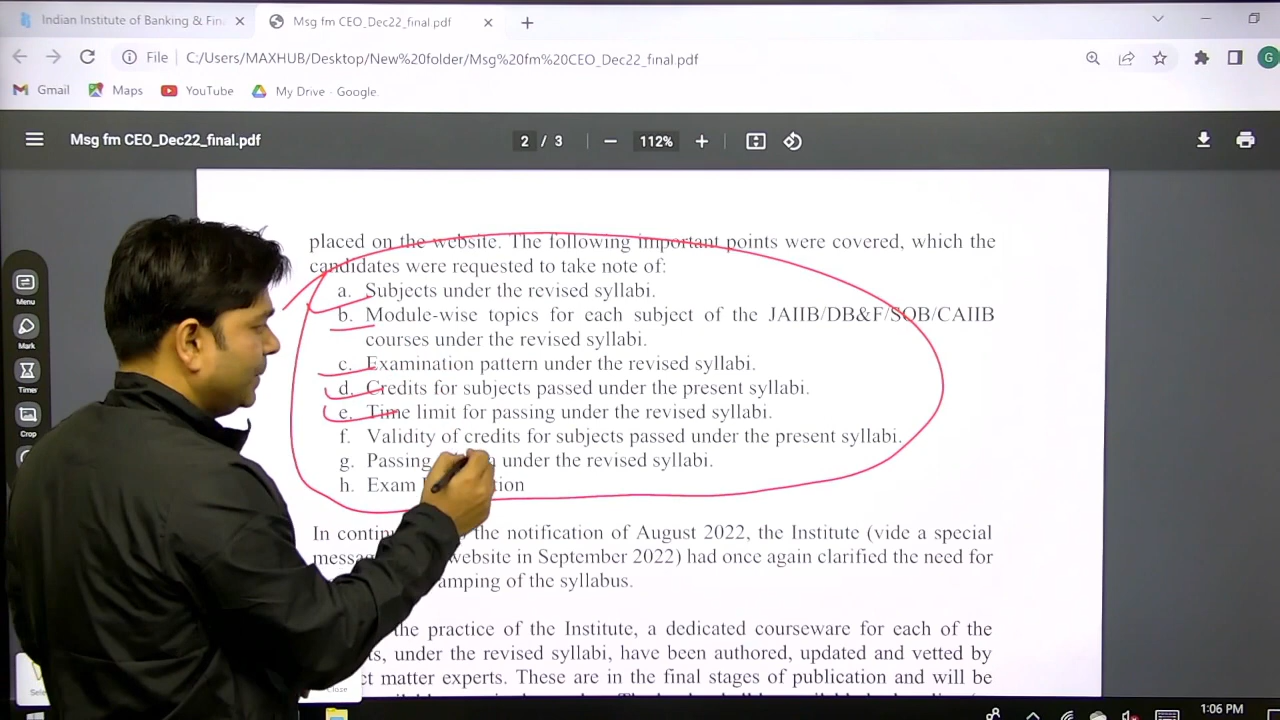 Indian Institute of Banking & Fin
Msg fm CEO_Dec22_final.pdf
File C:/Users/MAXHUB/Desktop/New%20folder/Msg%20fm%20CEO_Dec22_final.pdf
G
Gmail Maps YouTube My Drive - Google.
Msg fm CEO_Dec22_final.pdf 2 / 3 112%
placed on the website. The following important points were covered, which the
candidates were requested to take note of:
a. Subjects under the revised syllabi.
b. Module-wise topics for each subject of the JAIIB/DB&F/SOB/CAIIB
courses under the revised syllabi.
c. Examination pattern under the revised syllabi.
d. Credits for subjects passed under the present syllabi.
e. Time limit for passing under the revised syllabi.
f. Validity of credits for subjects passed under the present syllabi.
g. Passing under the revised syllabi.
h. Exam
the notification of August 2022, the Institute (vide a special
website in September 2022) had once again clarified the need for
of the syllabus.
the practice of the Institute, a dedicated courseware for each of the
under the revised syllabi, have been authored, updated and vetted by
matter experts. These are in the final stages of publication and will be
Menu
Mark
Timer
Crop
Close
1:06 PM